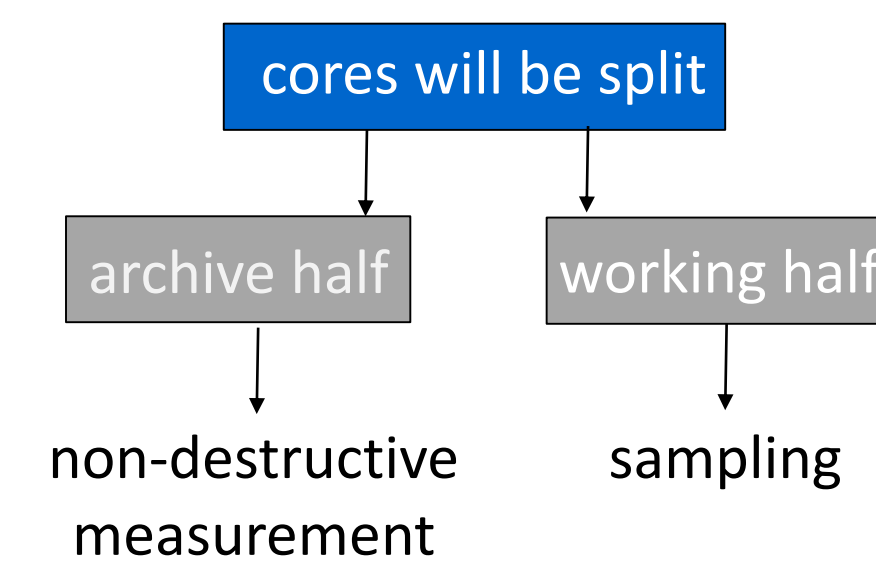 cores will be split
archive half
working half
non-destructive
measurement
sampling